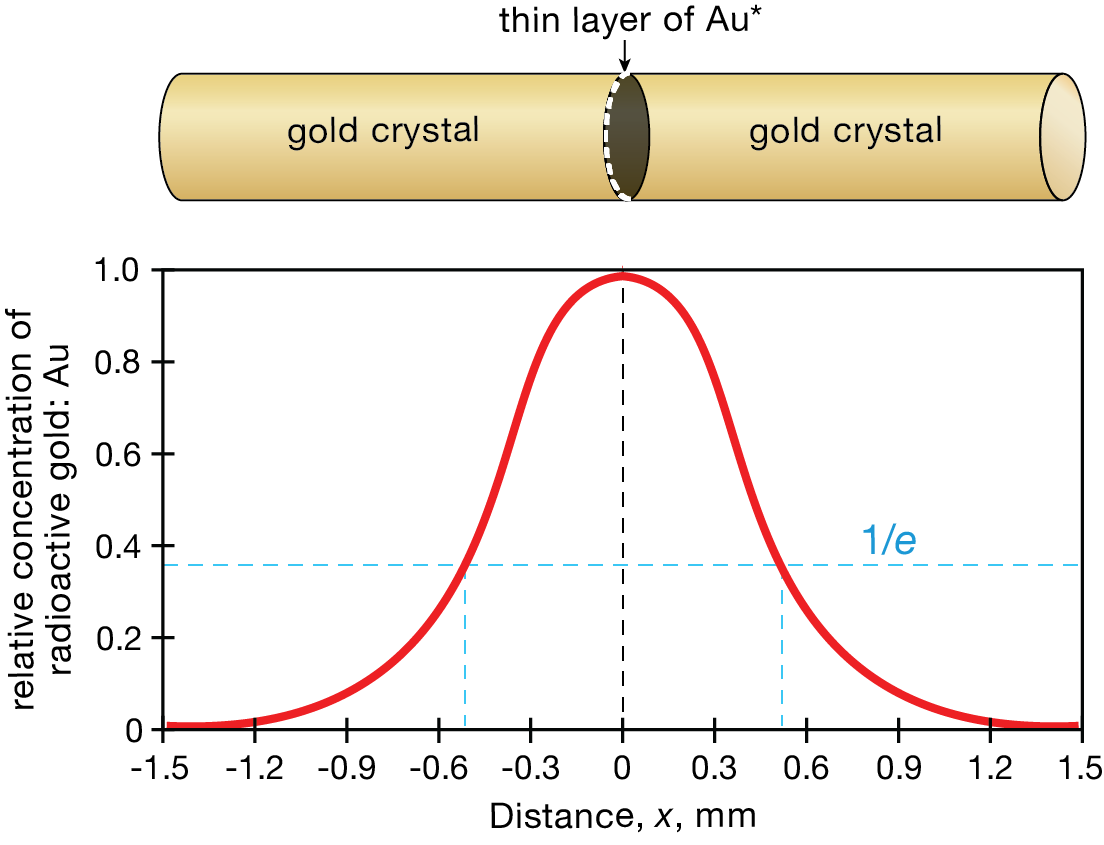 thin layer of Au*
gold crystal
gold crystal
relative concentration of
radioactive gold: Au
1.0
0.8
0.6
0.4
0.2
0
1/e
-1.5 -1.2 -0.9 -0.6 -0.3 0 0.3 0.6 0.9 1.2 1.5
Distance, x, mm